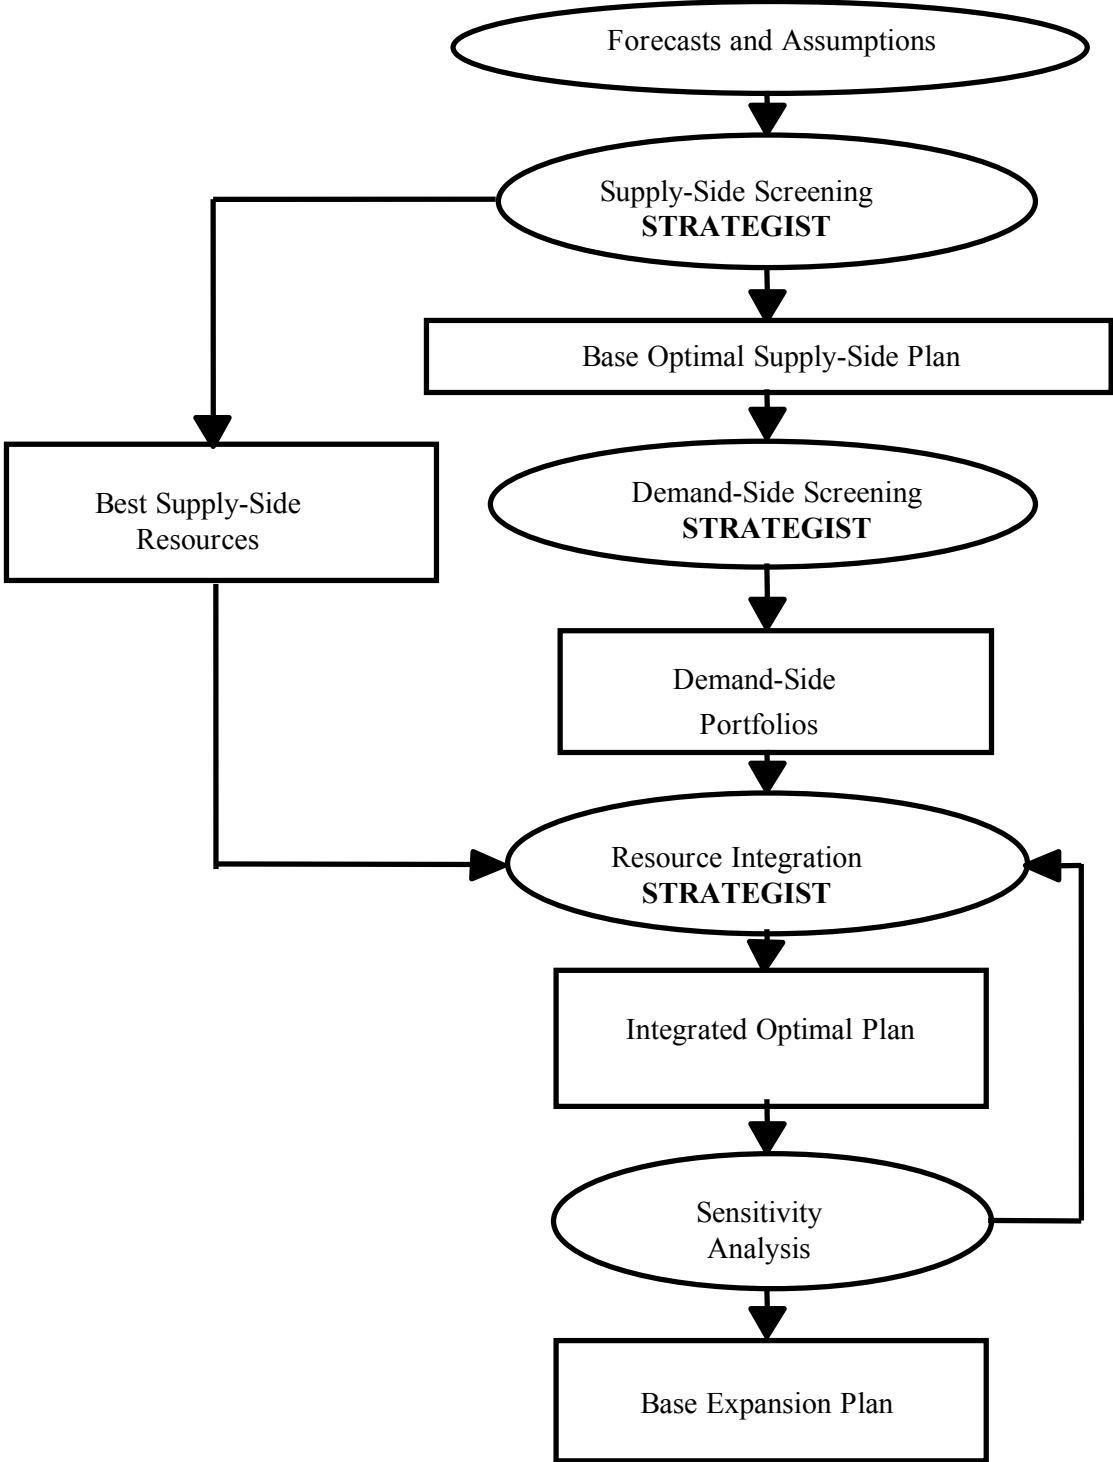 Forecasts and Assumptions
Supply-Side Screening
STRATEGIST
Base Optimal Supply-Side Plan
Best Supply-Side
Resources
Demand-Side Screening
STRATEGIST
Demand-Side
Portfolios
Resource Integration
STRATEGIST
Integrated Optimal Plan
Sensitivity
Analysis
Base Expansion Plan